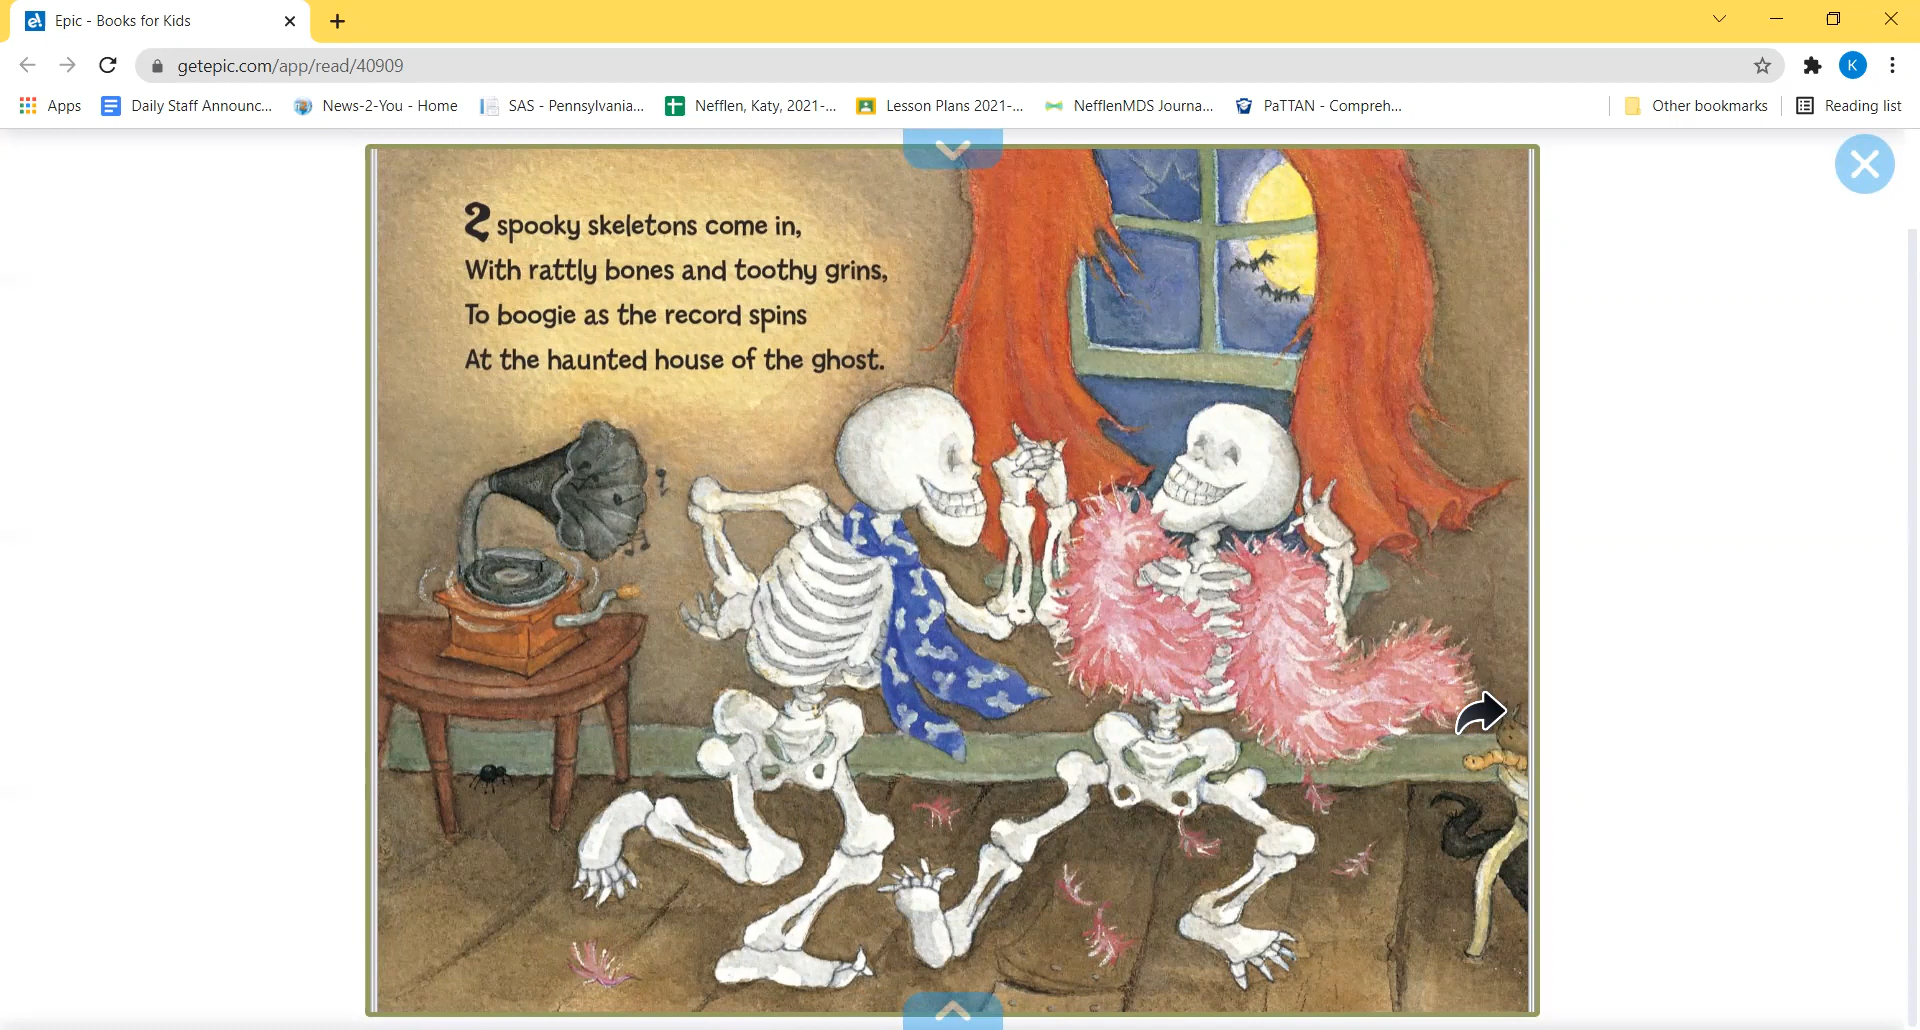 Epic - Books for Kids
getepic.com/app/read/40909
K
Apps
Daily Staff Announc...
News-2-You - Home
SAS - Pennsylvania...
Nefflen, Katy, 2021-...
Lesson Plans 2021-...
NefflenMDS Journa...
PaTTAN - Compreh...
Other bookmarks
Reading list
2 spooky skeletons come in,
With rattly bones and toothy grins,
To boogie as the record spins
At the haunted house of the ghost.